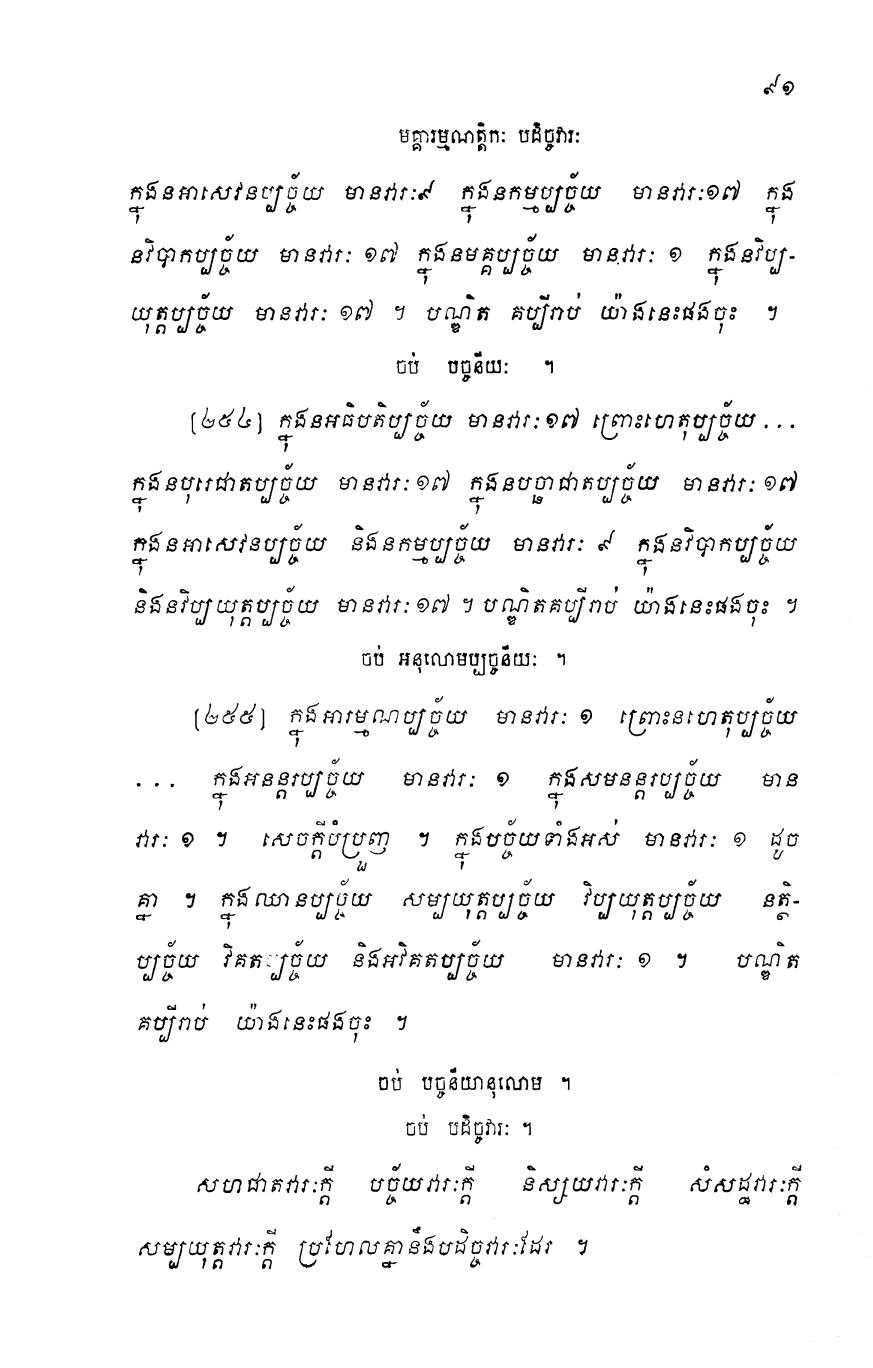 ៩១
មគ្គារម្មណត្តិកៈ បដិច្ចវារៈ
ក្នុងនអាសេវនប្បច្ច័យ មានវារៈ៩ ក្នុងនកម្មប្បច្ច័យ មានវារៈ១៧ ក្នុង
នវិបាកប្បច្ច័យ មានវារៈ ១៧ ក្នុងនមគ្គប្បច្ច័យ មានវារៈ ១ ក្នុងនវិប្ប-
យុត្តប្បច្ច័យ មានវារៈ ១៧ ។ បណ្ឌិត គប្បីរាប់ យ៉ាងនេះផងចុះ ។
ចប់ បច្ចនីយៈ ។
[២៥៤] ក្នុងនអធិបតិប្បច្ច័យ មានវារៈ១៧ ព្រោះហេតុប្បច្ច័យ...
ក្នុងនបុរេជាតប្បច្ច័យ មានវារៈ១៧ ក្នុងនបច្ឆាជាតប្បច្ច័យ មានវារៈ១៧
ក្នុងនអាសេវនប្បច្ច័យ និងនកម្មប្បច្ច័យ មានវារៈ ៩ ក្នុងនវិបាកប្បច្ច័យ
និងនវិប្បយុត្តប្បច្ច័យ មានវារៈ១៧ ។ បណ្ឌិតគប្បីរាប់ យ៉ាងនេះផងចុះ ។
ចប់ អនុលោមប្បច្ចនីយៈ ។
[២៥៥] ក្នុងអារម្មណប្បច្ច័យ មានវារៈ ១ ព្រោះនហេតុប្បច្ច័យ
... ក្នុងអនន្តរប្បច្ច័យ មានវារៈ ១ ក្នុងសមនន្តរប្បច្ច័យ មាន
វារៈ ១ ។ សេចក្តីបំប្រួញ ។ ក្នុងបច្ច័យទាំងអស់ មានវារៈ ១ ដូច
គ្នា ។ ក្នុងឈានប្បច្ច័យ សម្បយុត្តប្បច្ច័យ វិប្បយុត្តប្បច្ច័យ នត្ថិ-
ប្បច្ច័យ វិគតប្បច្ច័យ និងអវិគតប្បច្ច័យ មានវារៈ ១ ។ បណ្ឌិត
គប្បីរាប់ យ៉ាងនេះផងចុះ ។
ចប់ បច្ចនីយានុលោម ។
ចប់ បដិច្ចវារៈ ។
សហជាតវារៈក្តី បច្ច័យវារៈក្តី និស្សយវារៈក្តី សំសដ្ឋវារៈក្តី
សម្បយុត្តវារៈក្តី ប្រហែលគ្នានឹងបដិច្ចវារៈដែរ ។